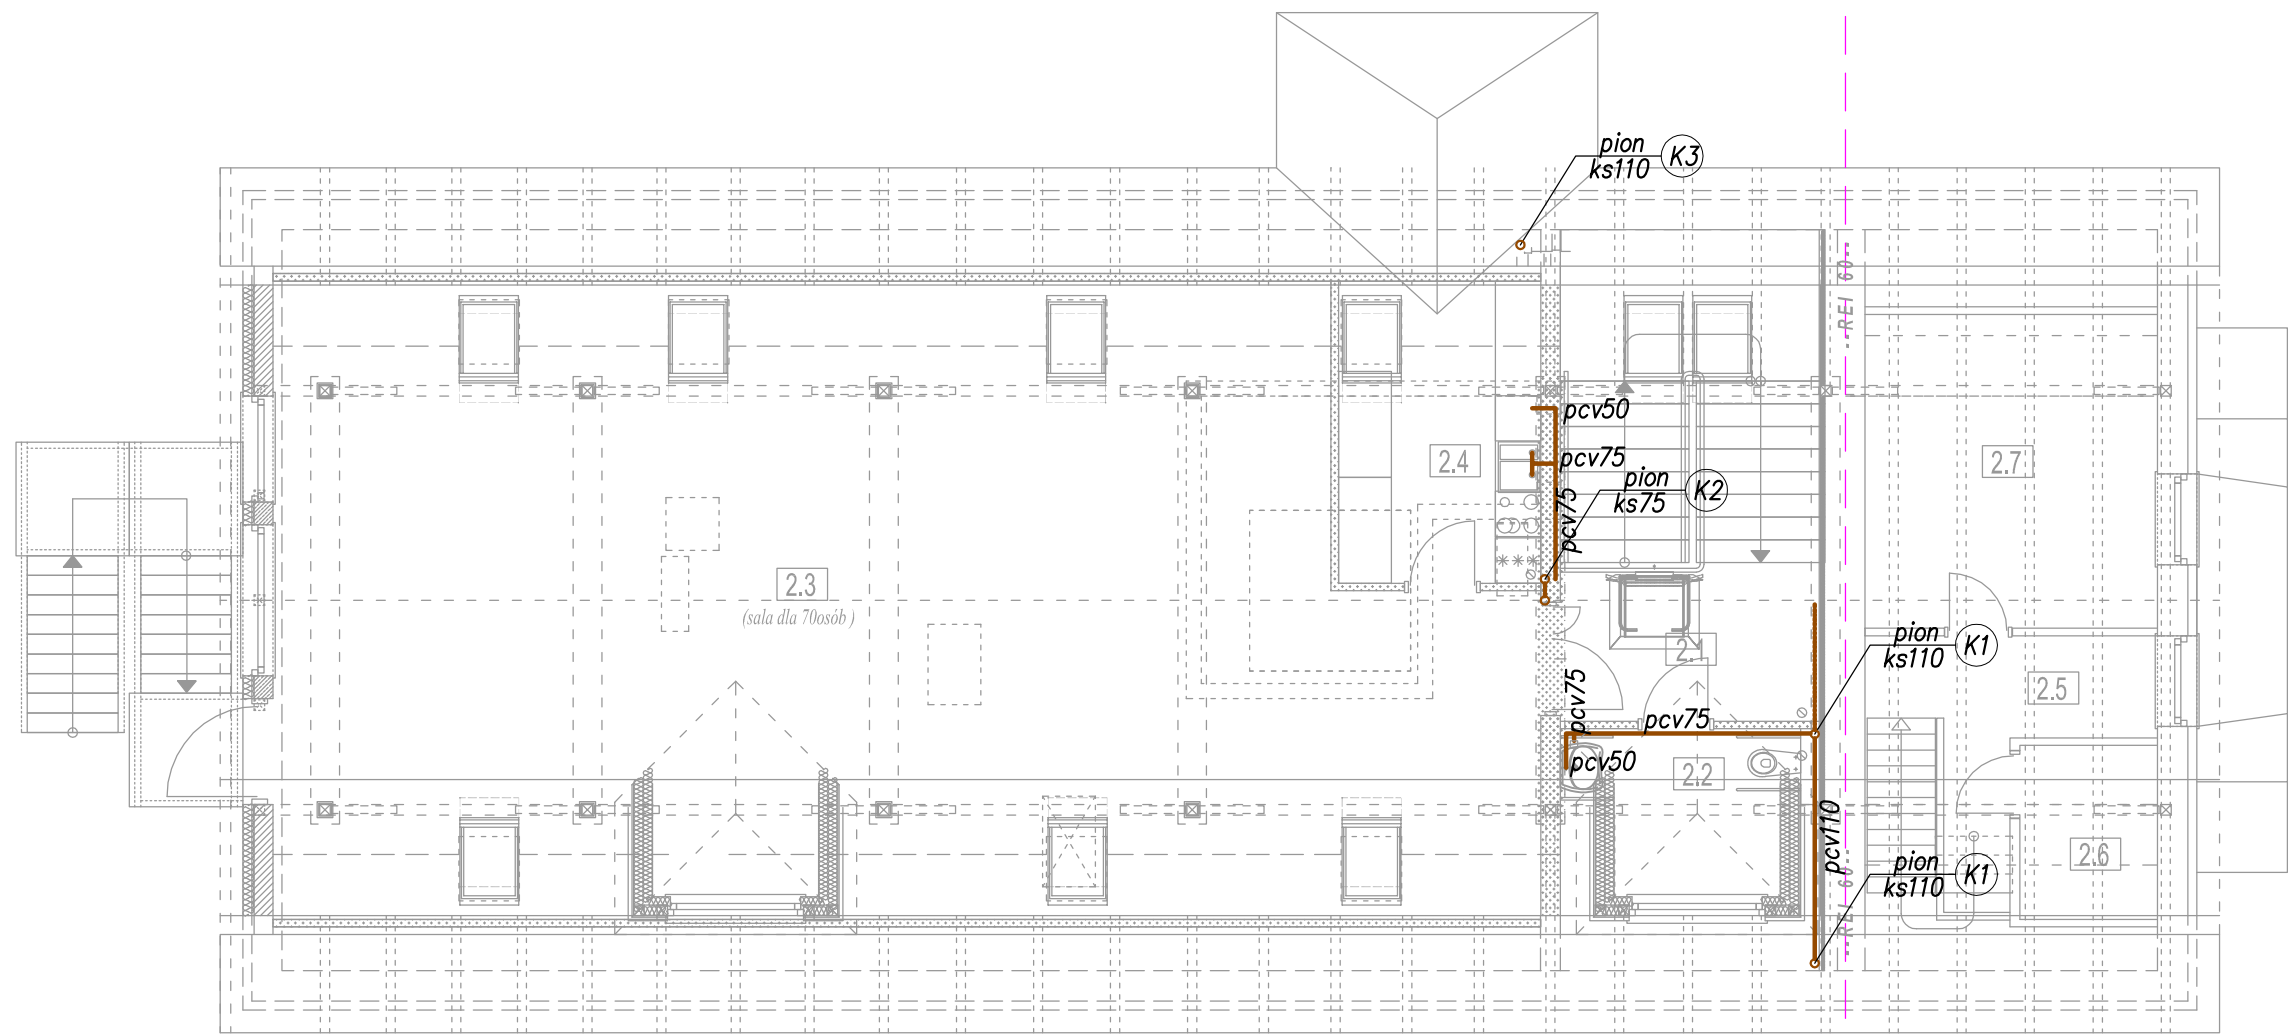 pion
ks110
K3
..REI 60..
pcv50
2.4
pcv75
pion
ks75
K2
pcv75
2.7
2.3
(sala dla 70osób )
2.1
pion
ks110
K1
2.5
pcv75
pcv75
pcv50
2.2
pcv110
2.6
pion
ks110
K1
..REI 60..